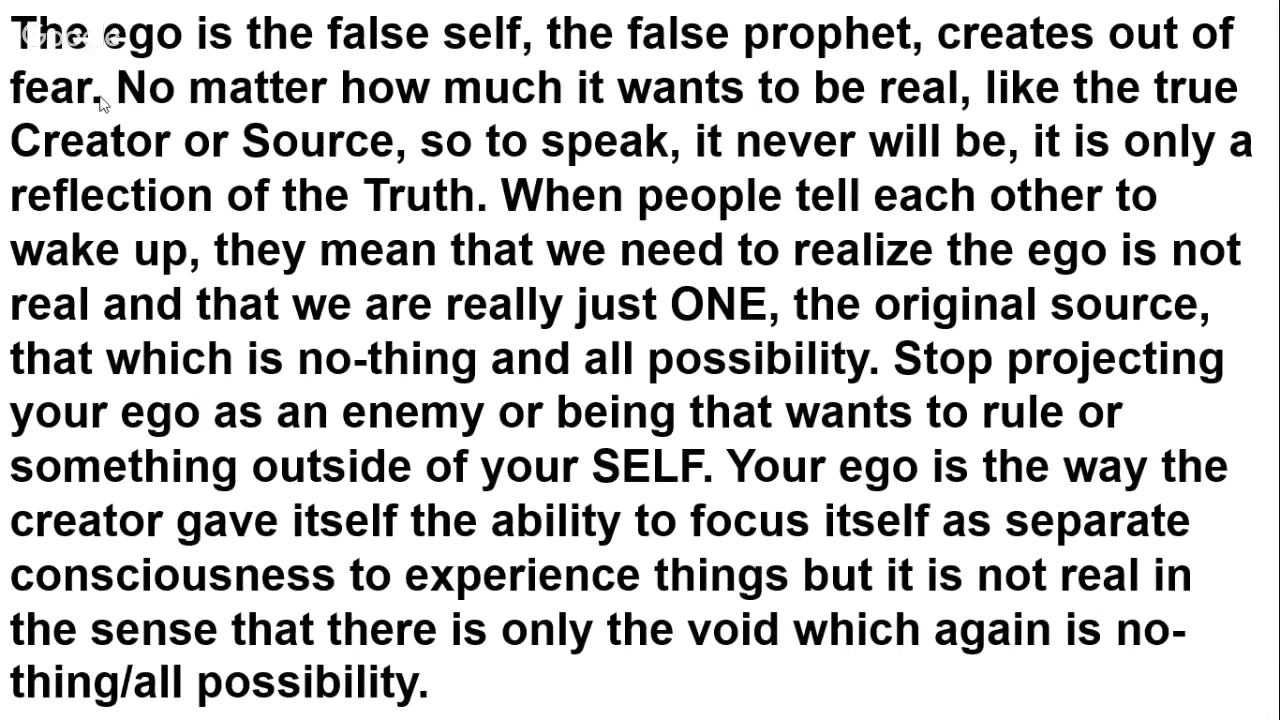 The ego is the false self, the false prophet, creates out of
fear. No matter how much it wants to be real, like the true
Creator or Source, so to speak, it never will be, it is only a
reflection of the Truth. When people tell each other to
wake up, they mean that we need to realize the ego is not
real and that we are really just ONE, the original source,
that which is no-thing and all possibility. Stop projecting
your ego as an enemy or being that wants to rule or
something outside of your SELF. Your ego is the way the
creator gave itself the ability to focus itself as separate
consciousness to experience things but it is not real in
the sense that there is only the void which again is no-
thing/all possibility.
Google